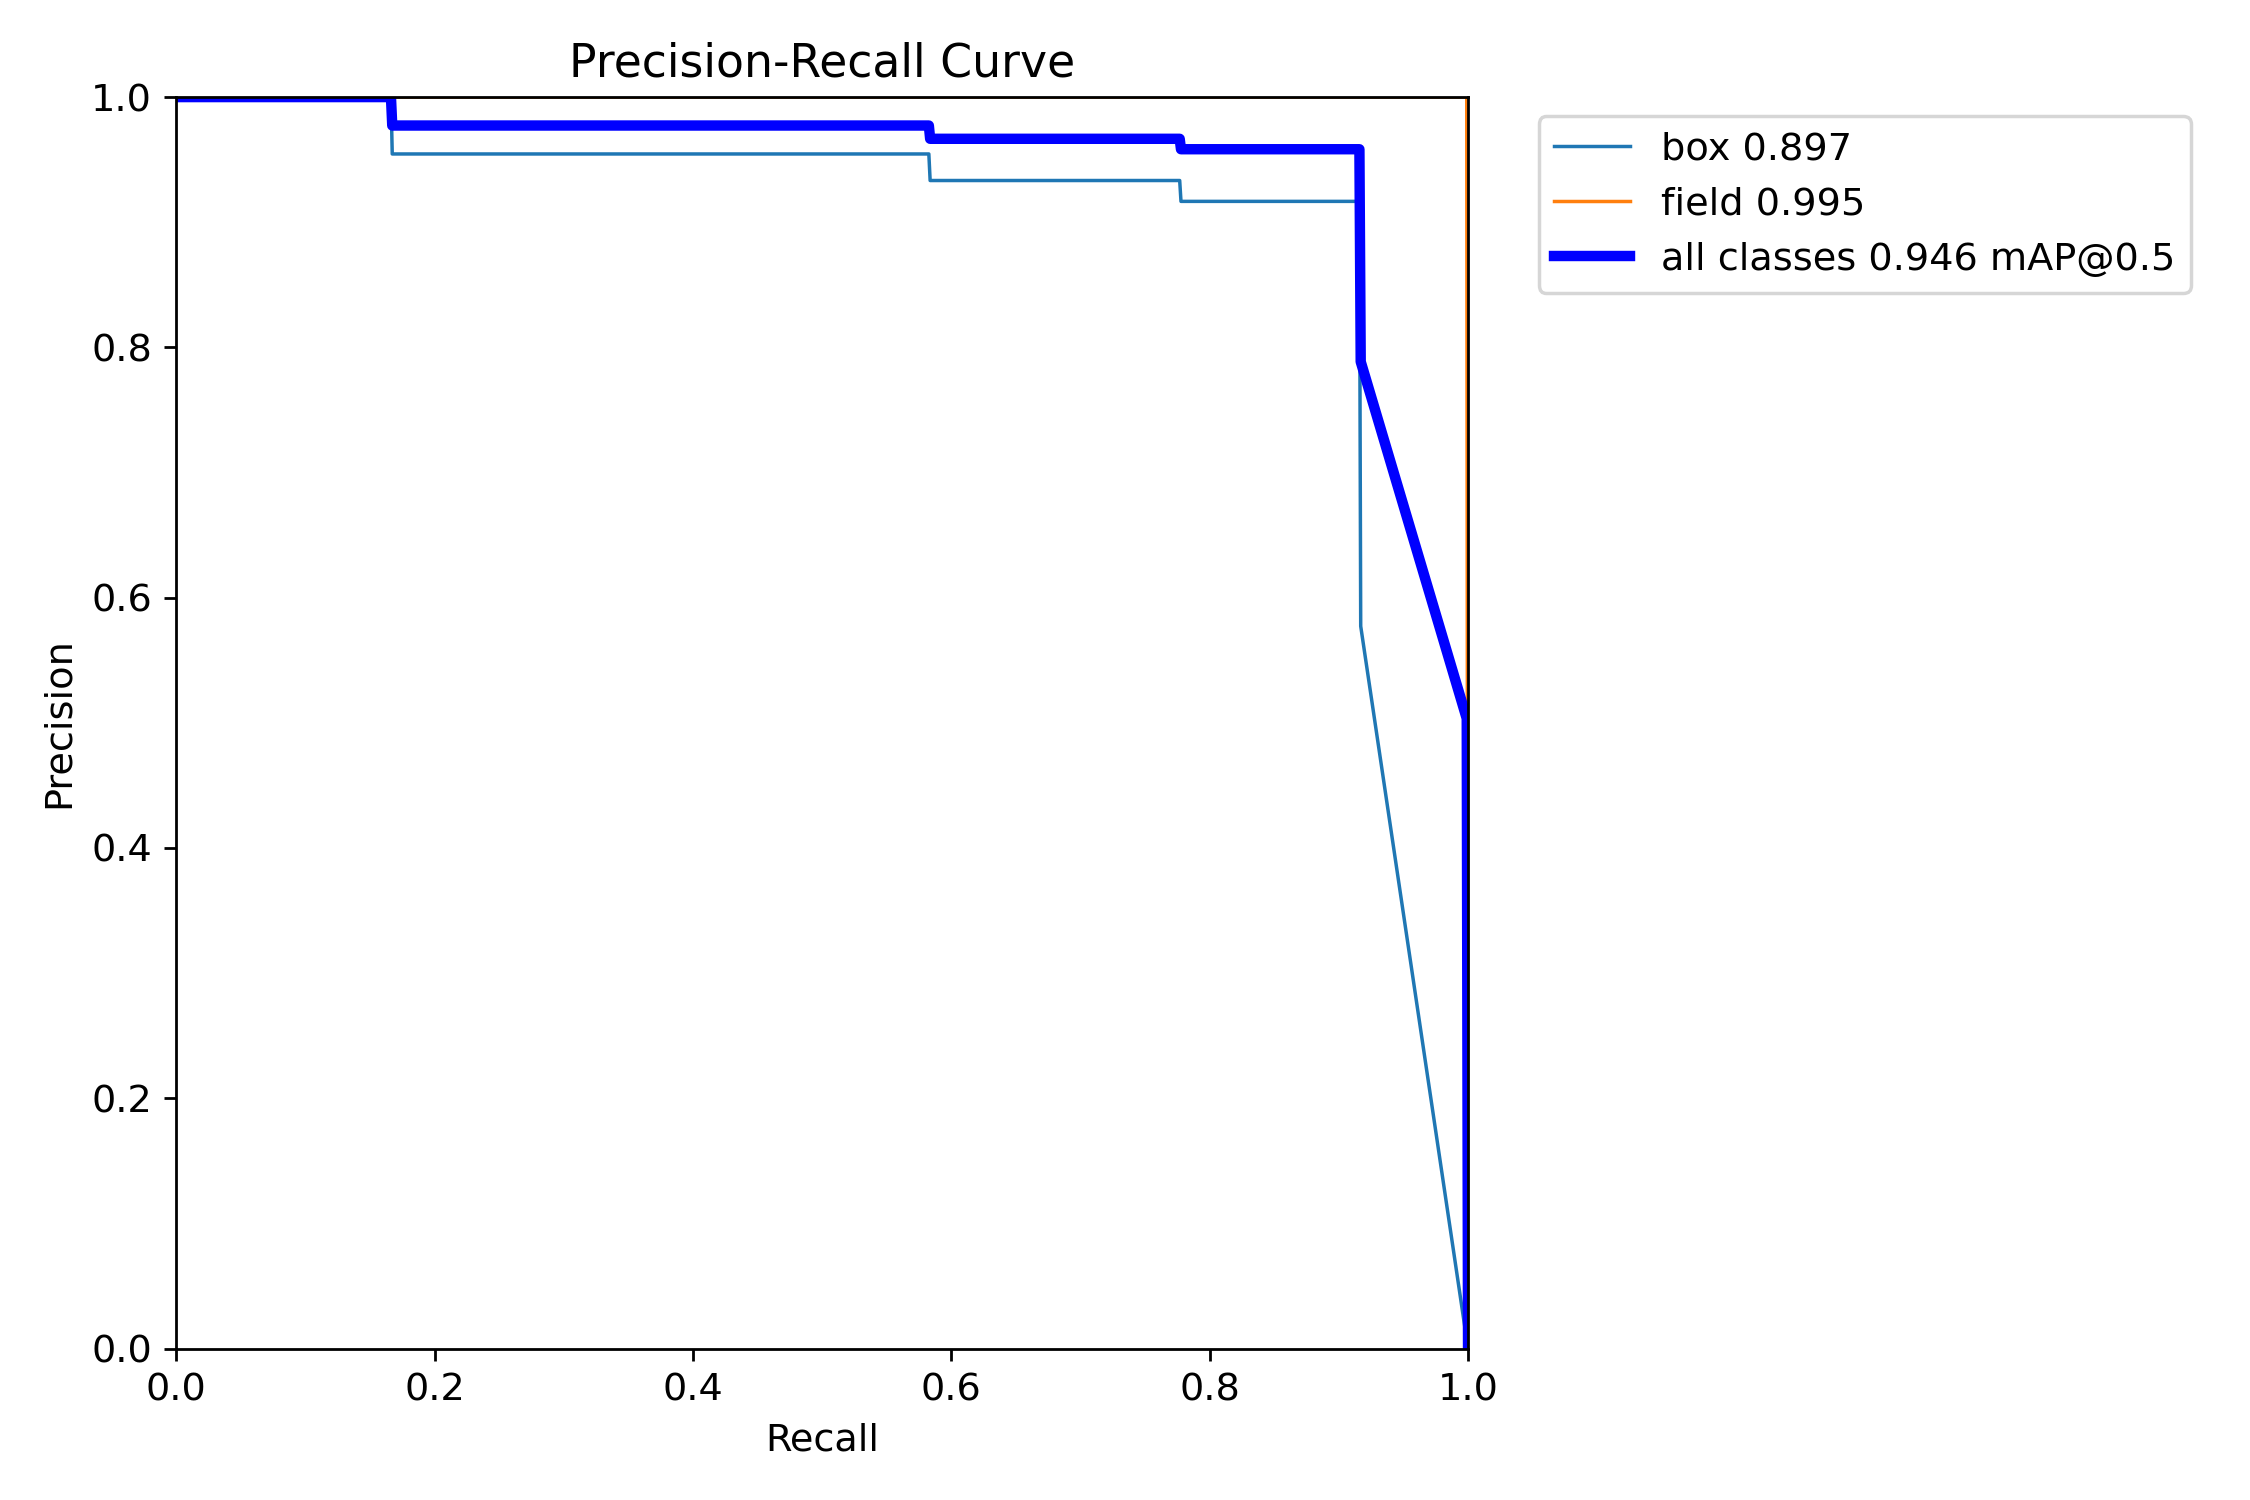 Precision-Recall Curve
1.0
0.8
0.6
0.4
0.2
0.0
Precision
0.0 0.2 0.4 0.6 0.8 1.0
Recall
box 0.897
field 0.995
all classes 0.946 mAP@0.5